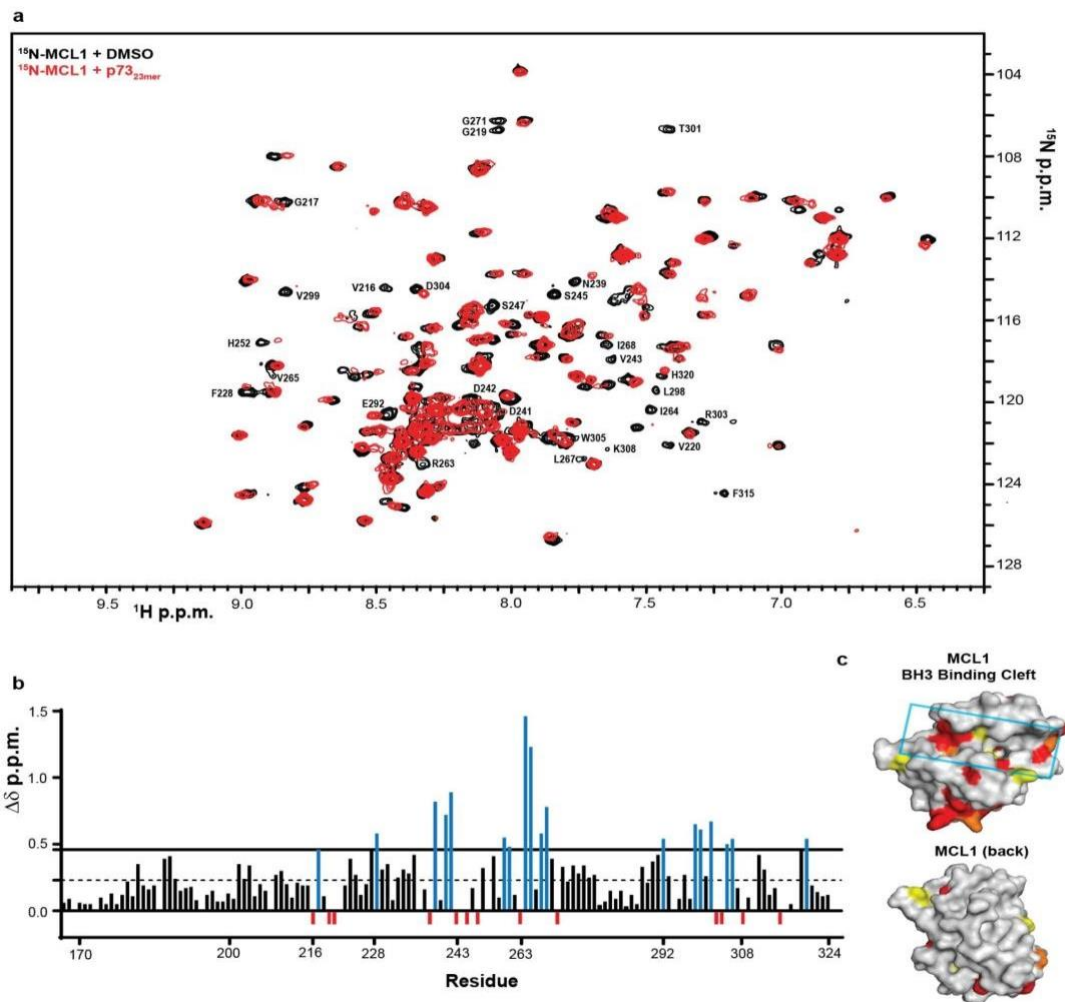 a
¹⁵N-MCL1 + DMSO
¹⁵N-MCL1 + p73₂₃mer
104
G271
G219
T301
108
¹⁵N p.p.m.
G217
112
V299
V216
D304
N239
S245
S247
116
H252
I268
V243
V265
H320
L298
F228
D242
E292
D241
I264
R303
120
W305
K308
V220
L267
R263
F315
124
128
9.5
9.0
8.5
8.0
7.5
7.0
6.5
¹H p.p.m.
b
1.5
1.0
0.5
0.0
Δδ p.p.m.
170
200
216
228
243
263
292
308
324
Residue
c
MCL1
BH3 Binding Cleft
MCL1 (back)